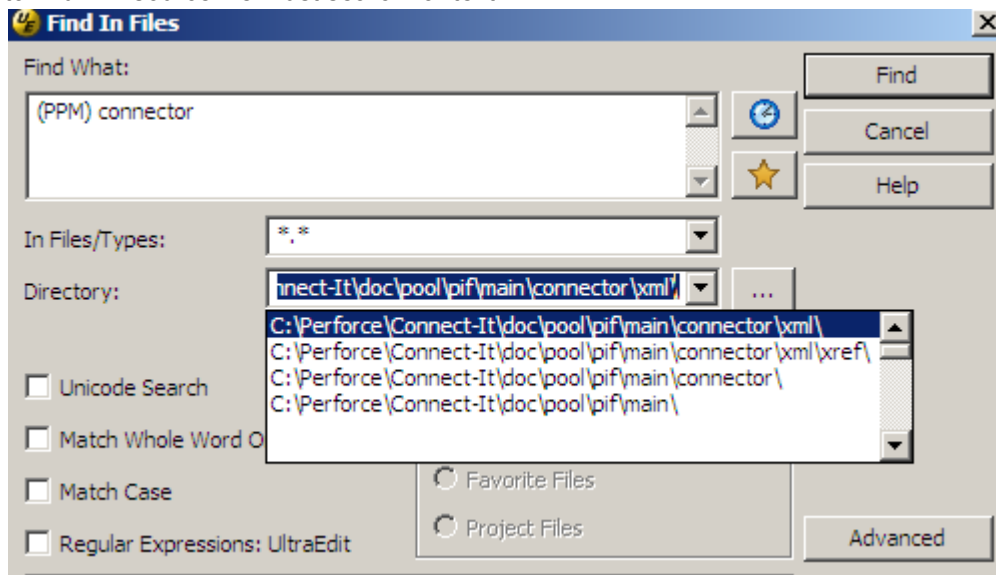 Find In Files
Find What:
Find
(PPM) connector
Cancel
Help
In Files/Types:
*.*
Directory:
nnect-It\doc\pool\pif\main\connector\xml\
...
C:\Perforce\Connect-It\doc\pool\pif\main\connector\xml\
C:\Perforce\Connect-It\doc\pool\pif\main\connector\xml\xref\
C:\Perforce\Connect-It\doc\pool\pif\main\connector\
C:\Perforce\Connect-It\doc\pool\pif\main\
Unicode Search
Match Whole Word O
Favorite Files
Match Case
Project Files
Regular Expressions: UltraEdit
Advanced